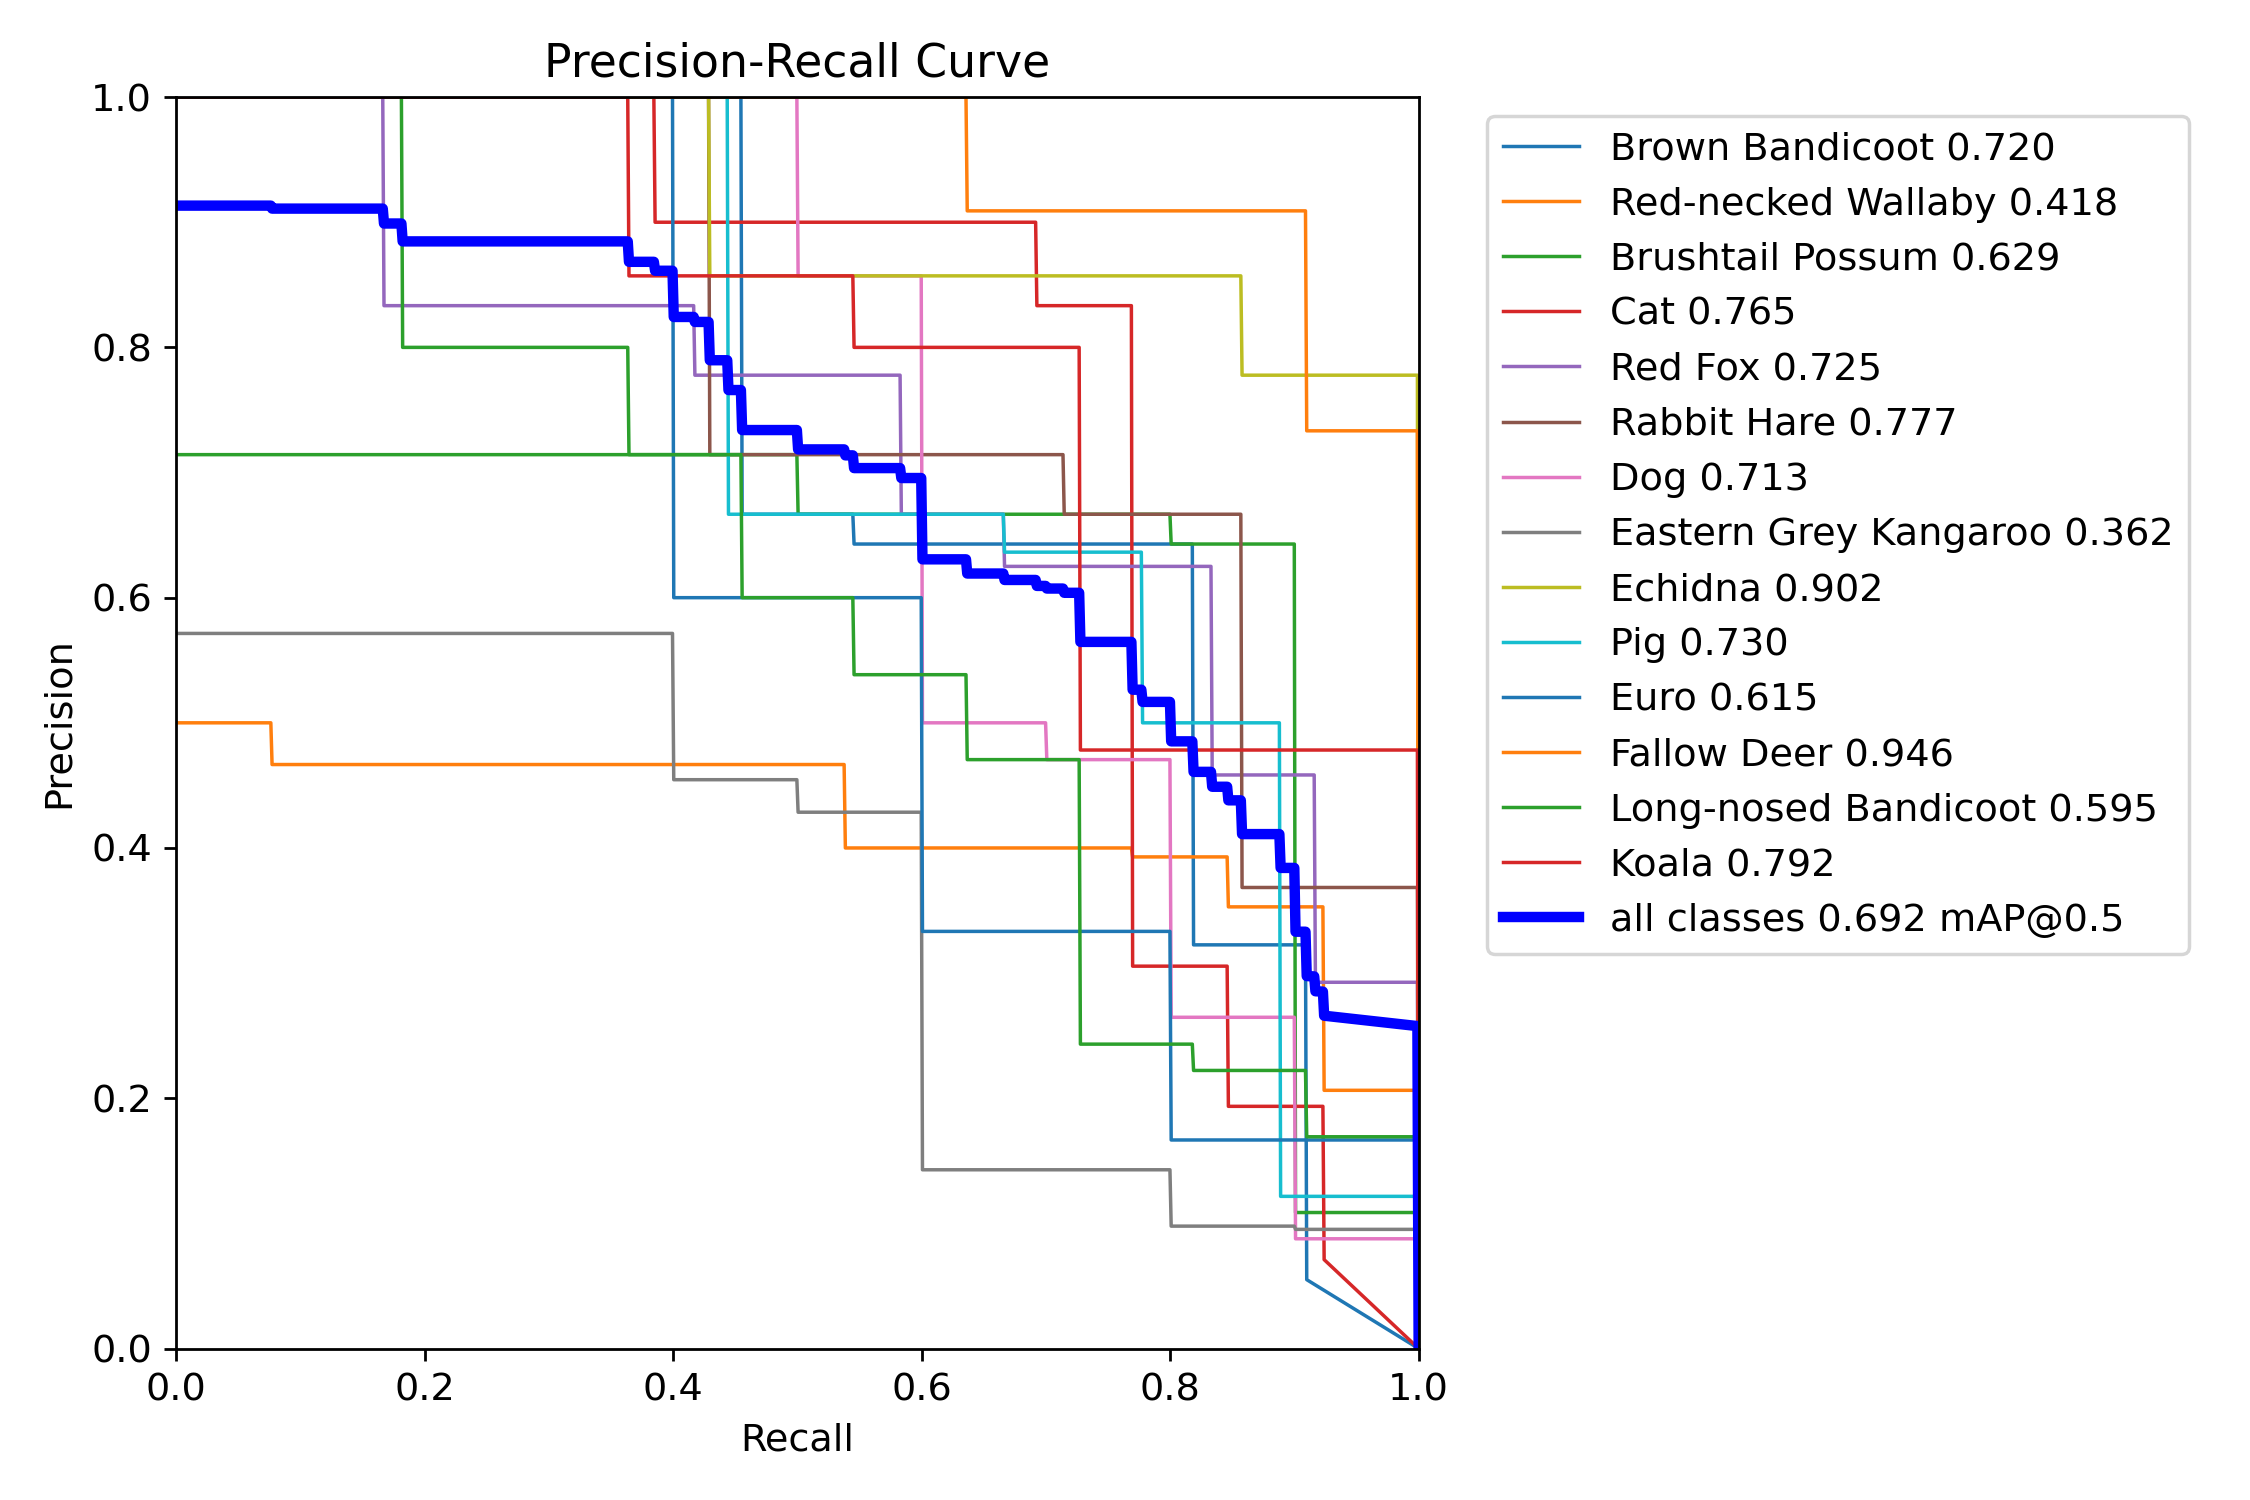 Precision-Recall Curve
1.0
0.8
0.6
0.4
0.2
0.0
Precision
0.0 0.2 0.4 0.6 0.8 1.0
Recall
Brown Bandicoot 0.720
Red-necked Wallaby 0.418
Brushtail Possum 0.629
Cat 0.765
Red Fox 0.725
Rabbit Hare 0.777
Dog 0.713
Eastern Grey Kangaroo 0.362
Echidna 0.902
Pig 0.730
Euro 0.615
Fallow Deer 0.946
Long-nosed Bandicoot 0.595
Koala 0.792
all classes 0.692 mAP@0.5